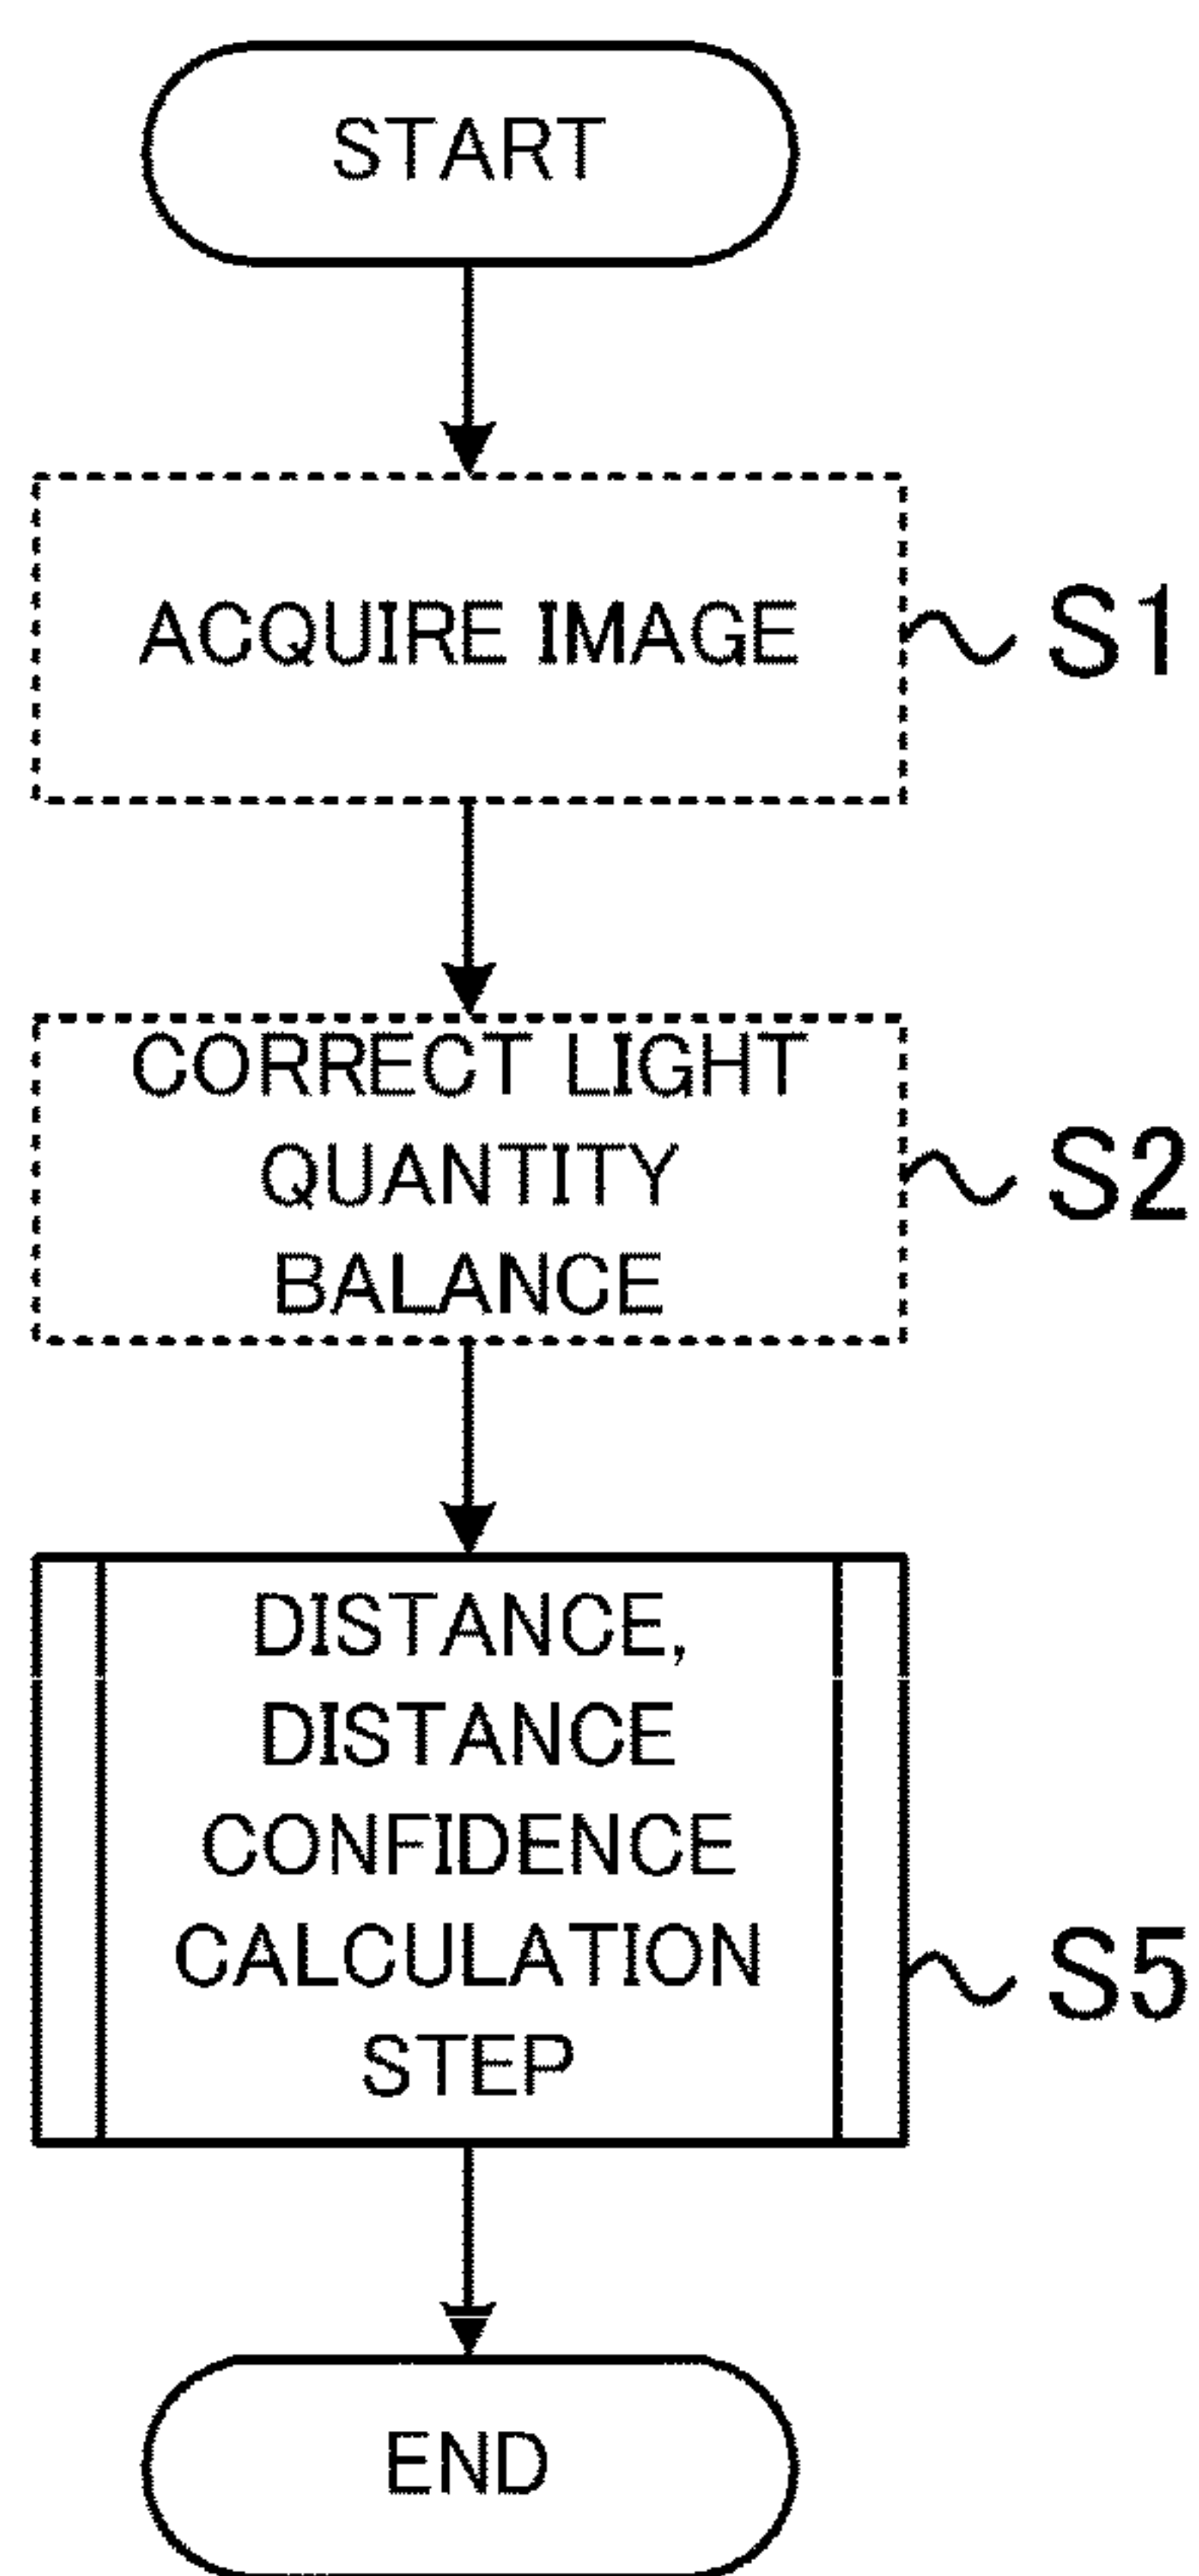 START
ACQUIRE IMAGE
S1
CORRECT LIGHT
QUANTITY
BALANCE
S2
DISTANCE,
DISTANCE
CONFIDENCE
CALCULATION
STEP
S5
END